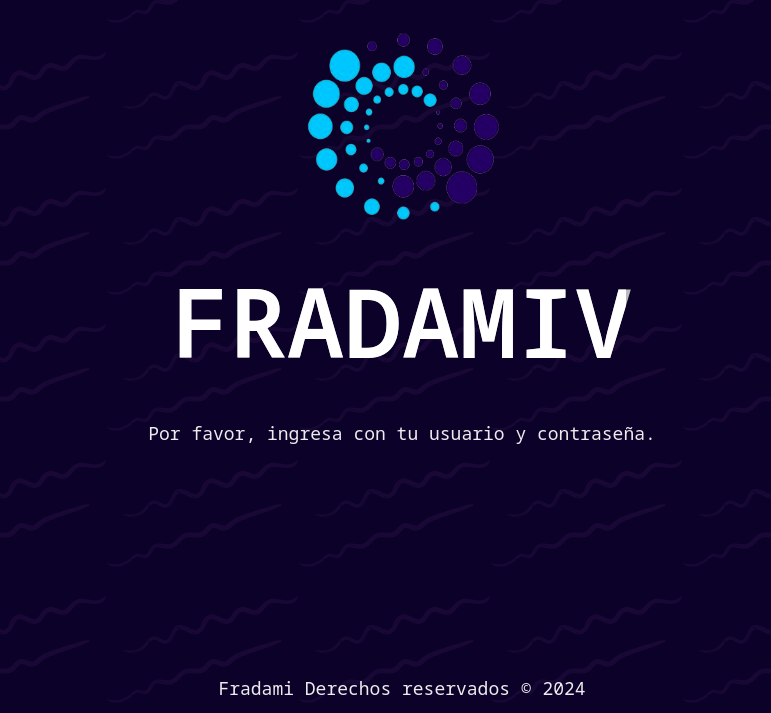 FRADAMIV
Por favor, ingresa con tu usuario y contraseña.
Fradami Derechos reservados © 2024